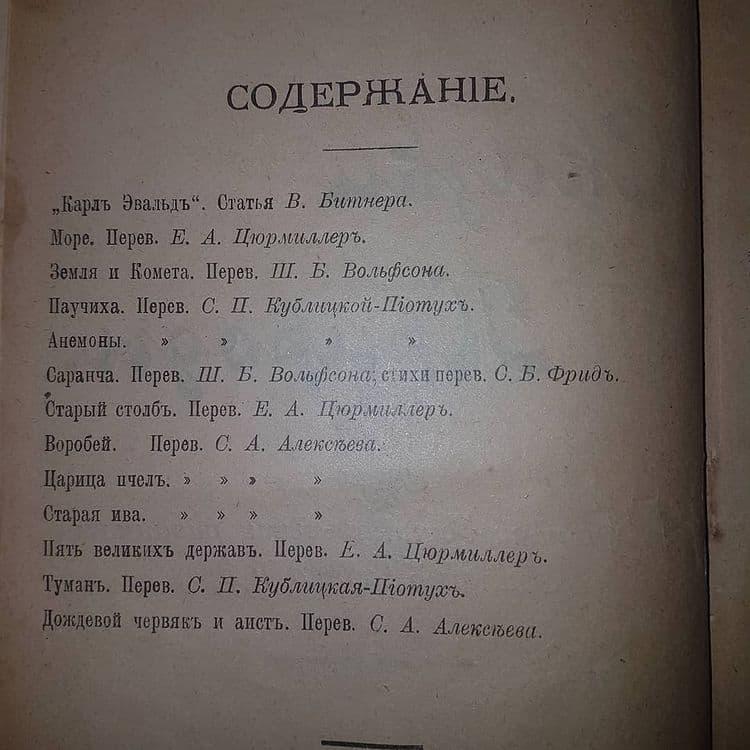 СОДЕРЖАНІЕ.
„Карлъ Эвальдъ“. Статья В. Битнера.
Море. Перев. Е. А. Цюрмиллеръ.
Земля и Комета. Перев. Ш. Б. Вольфсона.
Паучиха. Перев. С. П. Кублицкой-Піотухъ.
Анемоны. » » » »
Саранча. Перев. Ш. Б. Вольфсона; стихи перев. С. Б. Фридъ.
Старый столбъ. Перев. Е. А. Цюрмиллеръ.
Воробей. Перев. С. А. Алексѣева.
Царица пчелъ. » » » »
Старая ива. » » » »
Пять великихъ державъ. Перев. Е. А. Цюрмиллеръ.
Туманъ. Перев. С. П. Кублицкая-Піотухъ.
Дождевой червякъ и аистъ. Перев. С. А. Алексѣева.